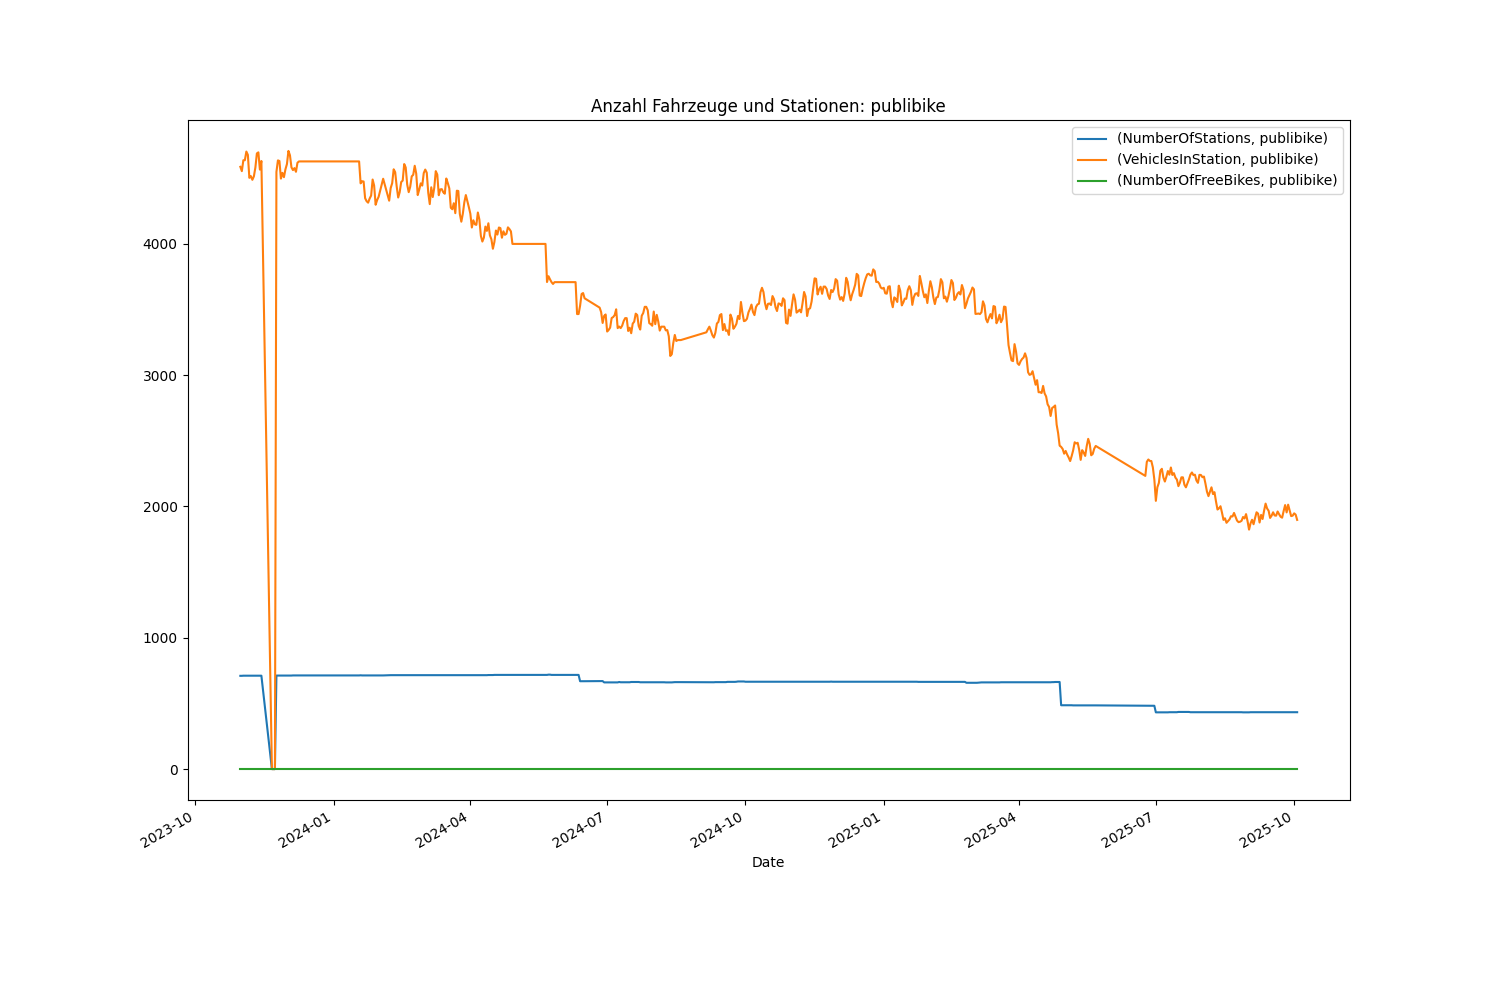 Anzahl Fahrzeuge und Stationen: publibike
(NumberOfStations, publibike)
(VehiclesInStation, publibike)
(NumberOfFreeBikes, publibike)
4000
3000
2000
1000
0
2023-10
2024-01
2024-04
2024-07
2024-10
2025-01
2025-04
2025-07
2025-10
Date